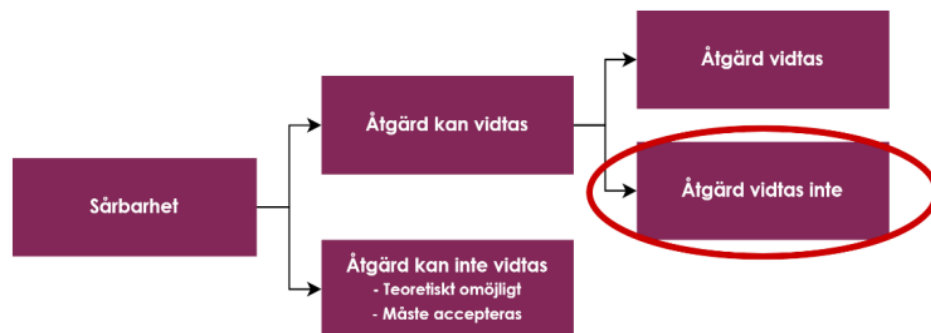 Sårbarhet
Åtgärd kan vidtas
Åtgärd vidtas
Åtgärd vidtas inte
Åtgärd kan inte vidtas
- Teoretiskt omöjligt
- Måste accepteras